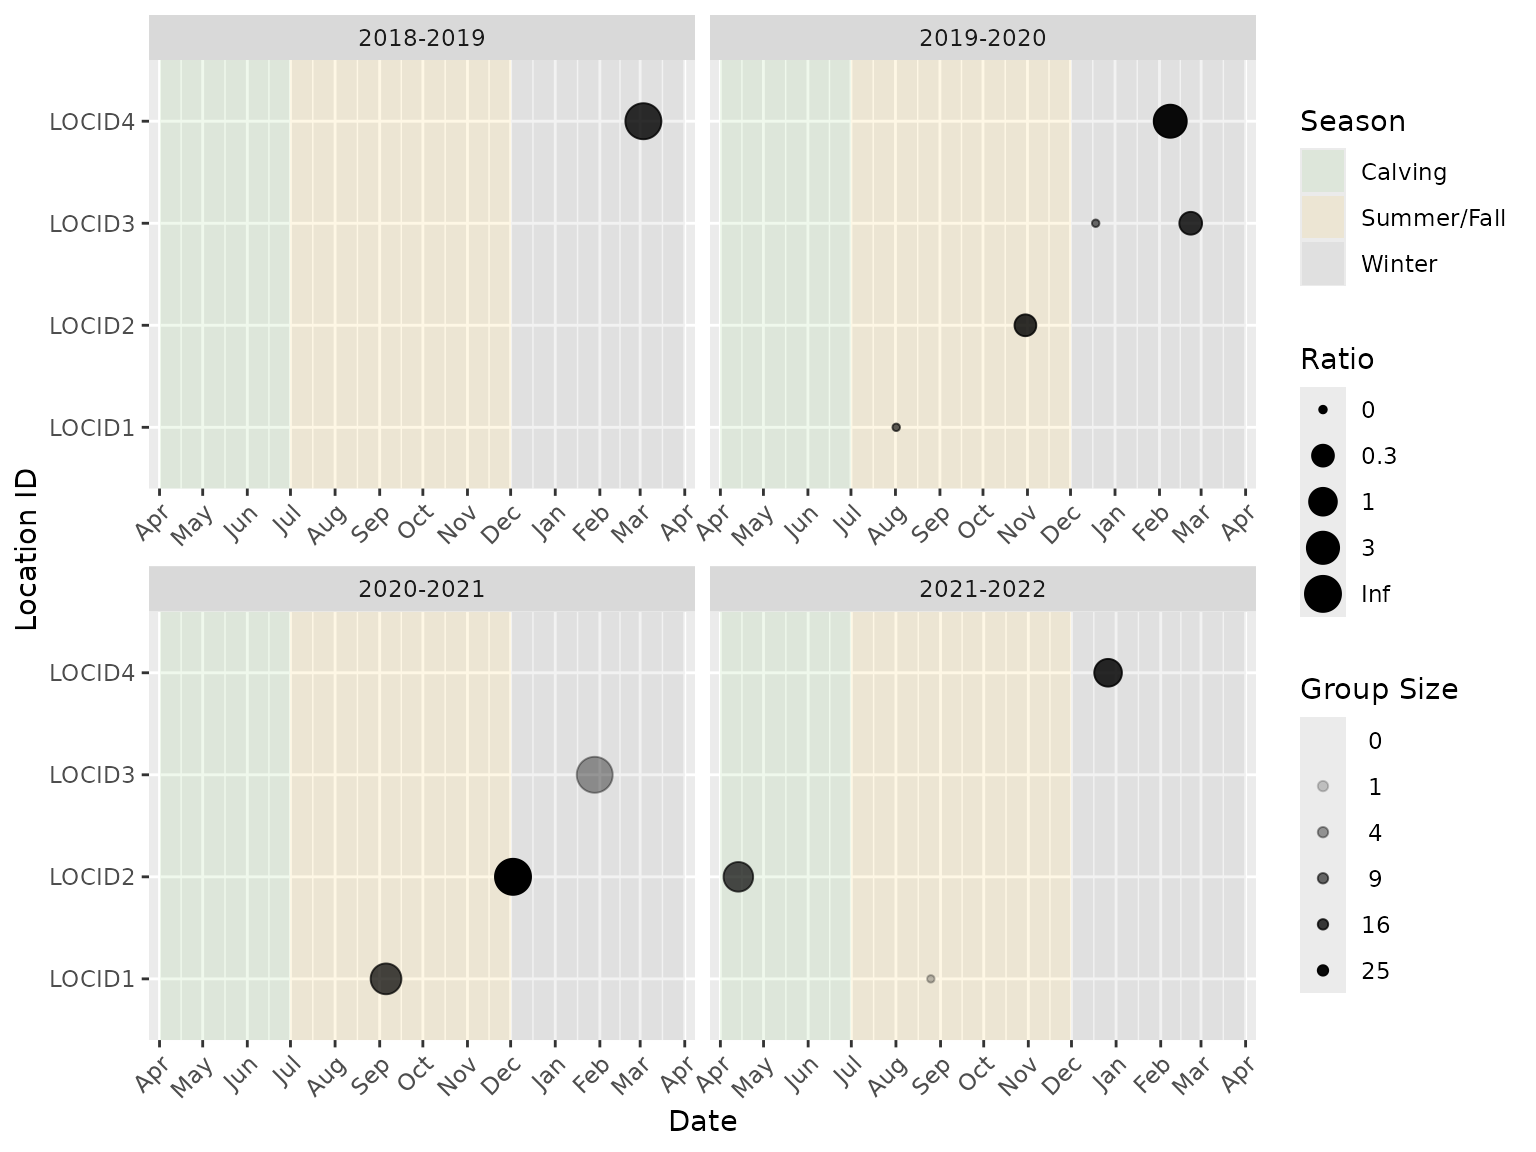 2018-2019
2019-2020
LOCID4
LOCID3
LOCID2
LOCID1
Apr May Jun Jul Aug Sep Oct Nov Dec Jan Feb Mar Apr
Apr May Jun Jul Aug Sep Oct Nov Dec Jan Feb Mar Apr
2020-2021
2021-2022
LOCID4
LOCID3
LOCID2
LOCID1
Apr May Jun Jul Aug Sep Oct Nov Dec Jan Feb Mar Apr
Apr May Jun Jul Aug Sep Oct Nov Dec Jan Feb Mar Apr
Location ID
Date
Season
Calving
Summer/Fall
Winter
Ratio
0
0.3
1
3
Inf
Group Size
0
1
4
9
16
25